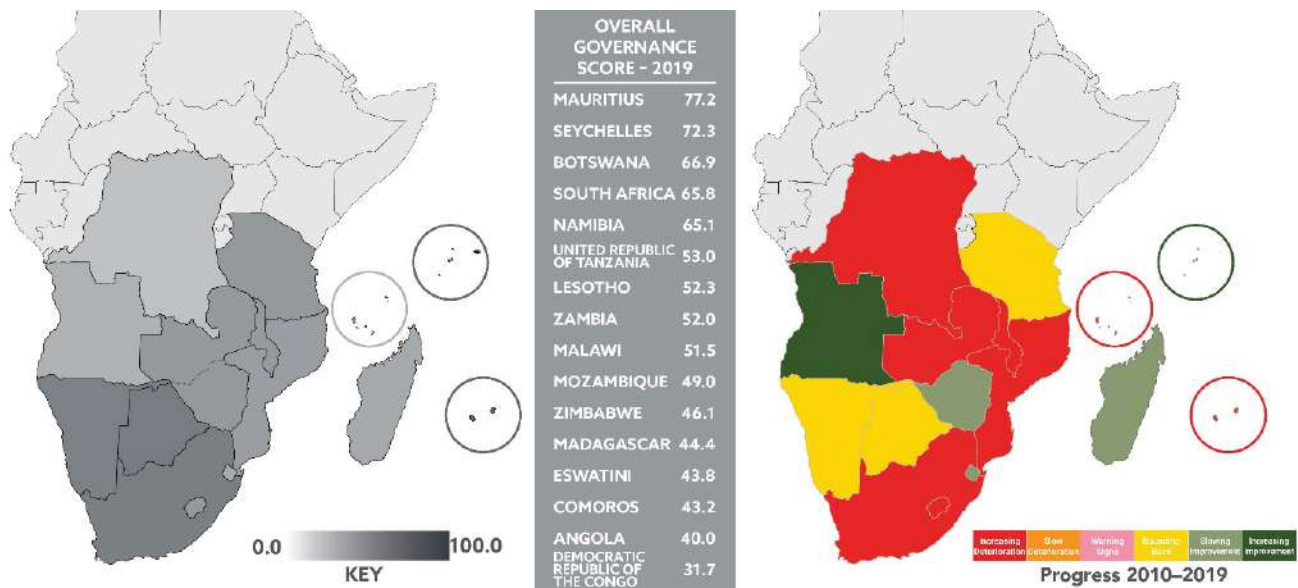 OVERALL
GOVERNANCE
SCORE – 2019
MAURITIUS 77.2
SEYCHELLES 72.3
BOTSWANA 66.9
SOUTH AFRICA 65.8
NAMIBIA 65.1
UNITED REPUBLIC
OF TANZANIA 53.0
LESOTHO 52.3
ZAMBIA 52.0
MALAWI 51.5
MOZAMBIQUE 49.0
ZIMBABWE 46.1
MADAGASCAR 44.4
ESWATINI 43.8
COMOROS 43.2
ANGOLA 40.0
DEMOCRATIC
REPUBLIC OF
THE CONGO 31.7
0.0 100.0
KEY
Increasing
Deterioration
Slow
Deterioration
Warning
Signs
Bouncing
Back
Slowing
Improvement
Increasing
Improvement
Progress 2010–2019